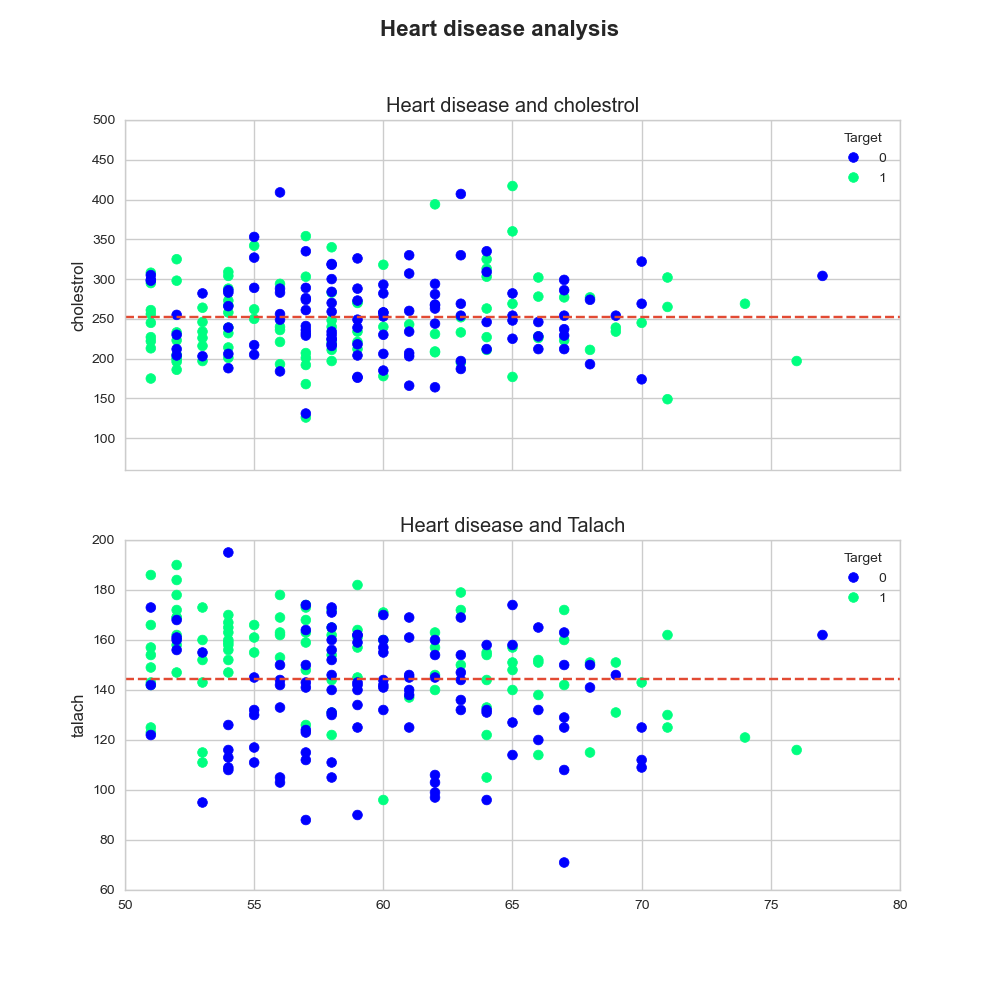 Heart disease analysis
Heart disease and cholestrol
500
450
400
350
300
250
200
150
100
cholestrol
Target
0
1
Heart disease and Talach
200
180
160
140
120
100
80
60
talach
Target
0
1
50 55 60 65 70 75 80